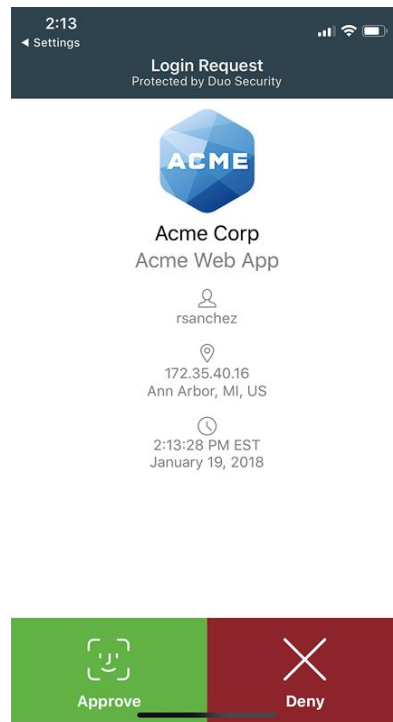 2:13
◀ Settings
Login Request
Protected by Duo Security
ACME
Acme Corp
Acme Web App
rsanchez
172.35.40.16
Ann Arbor, MI, US
2:13:28 PM EST
January 19, 2018
Approve
Deny